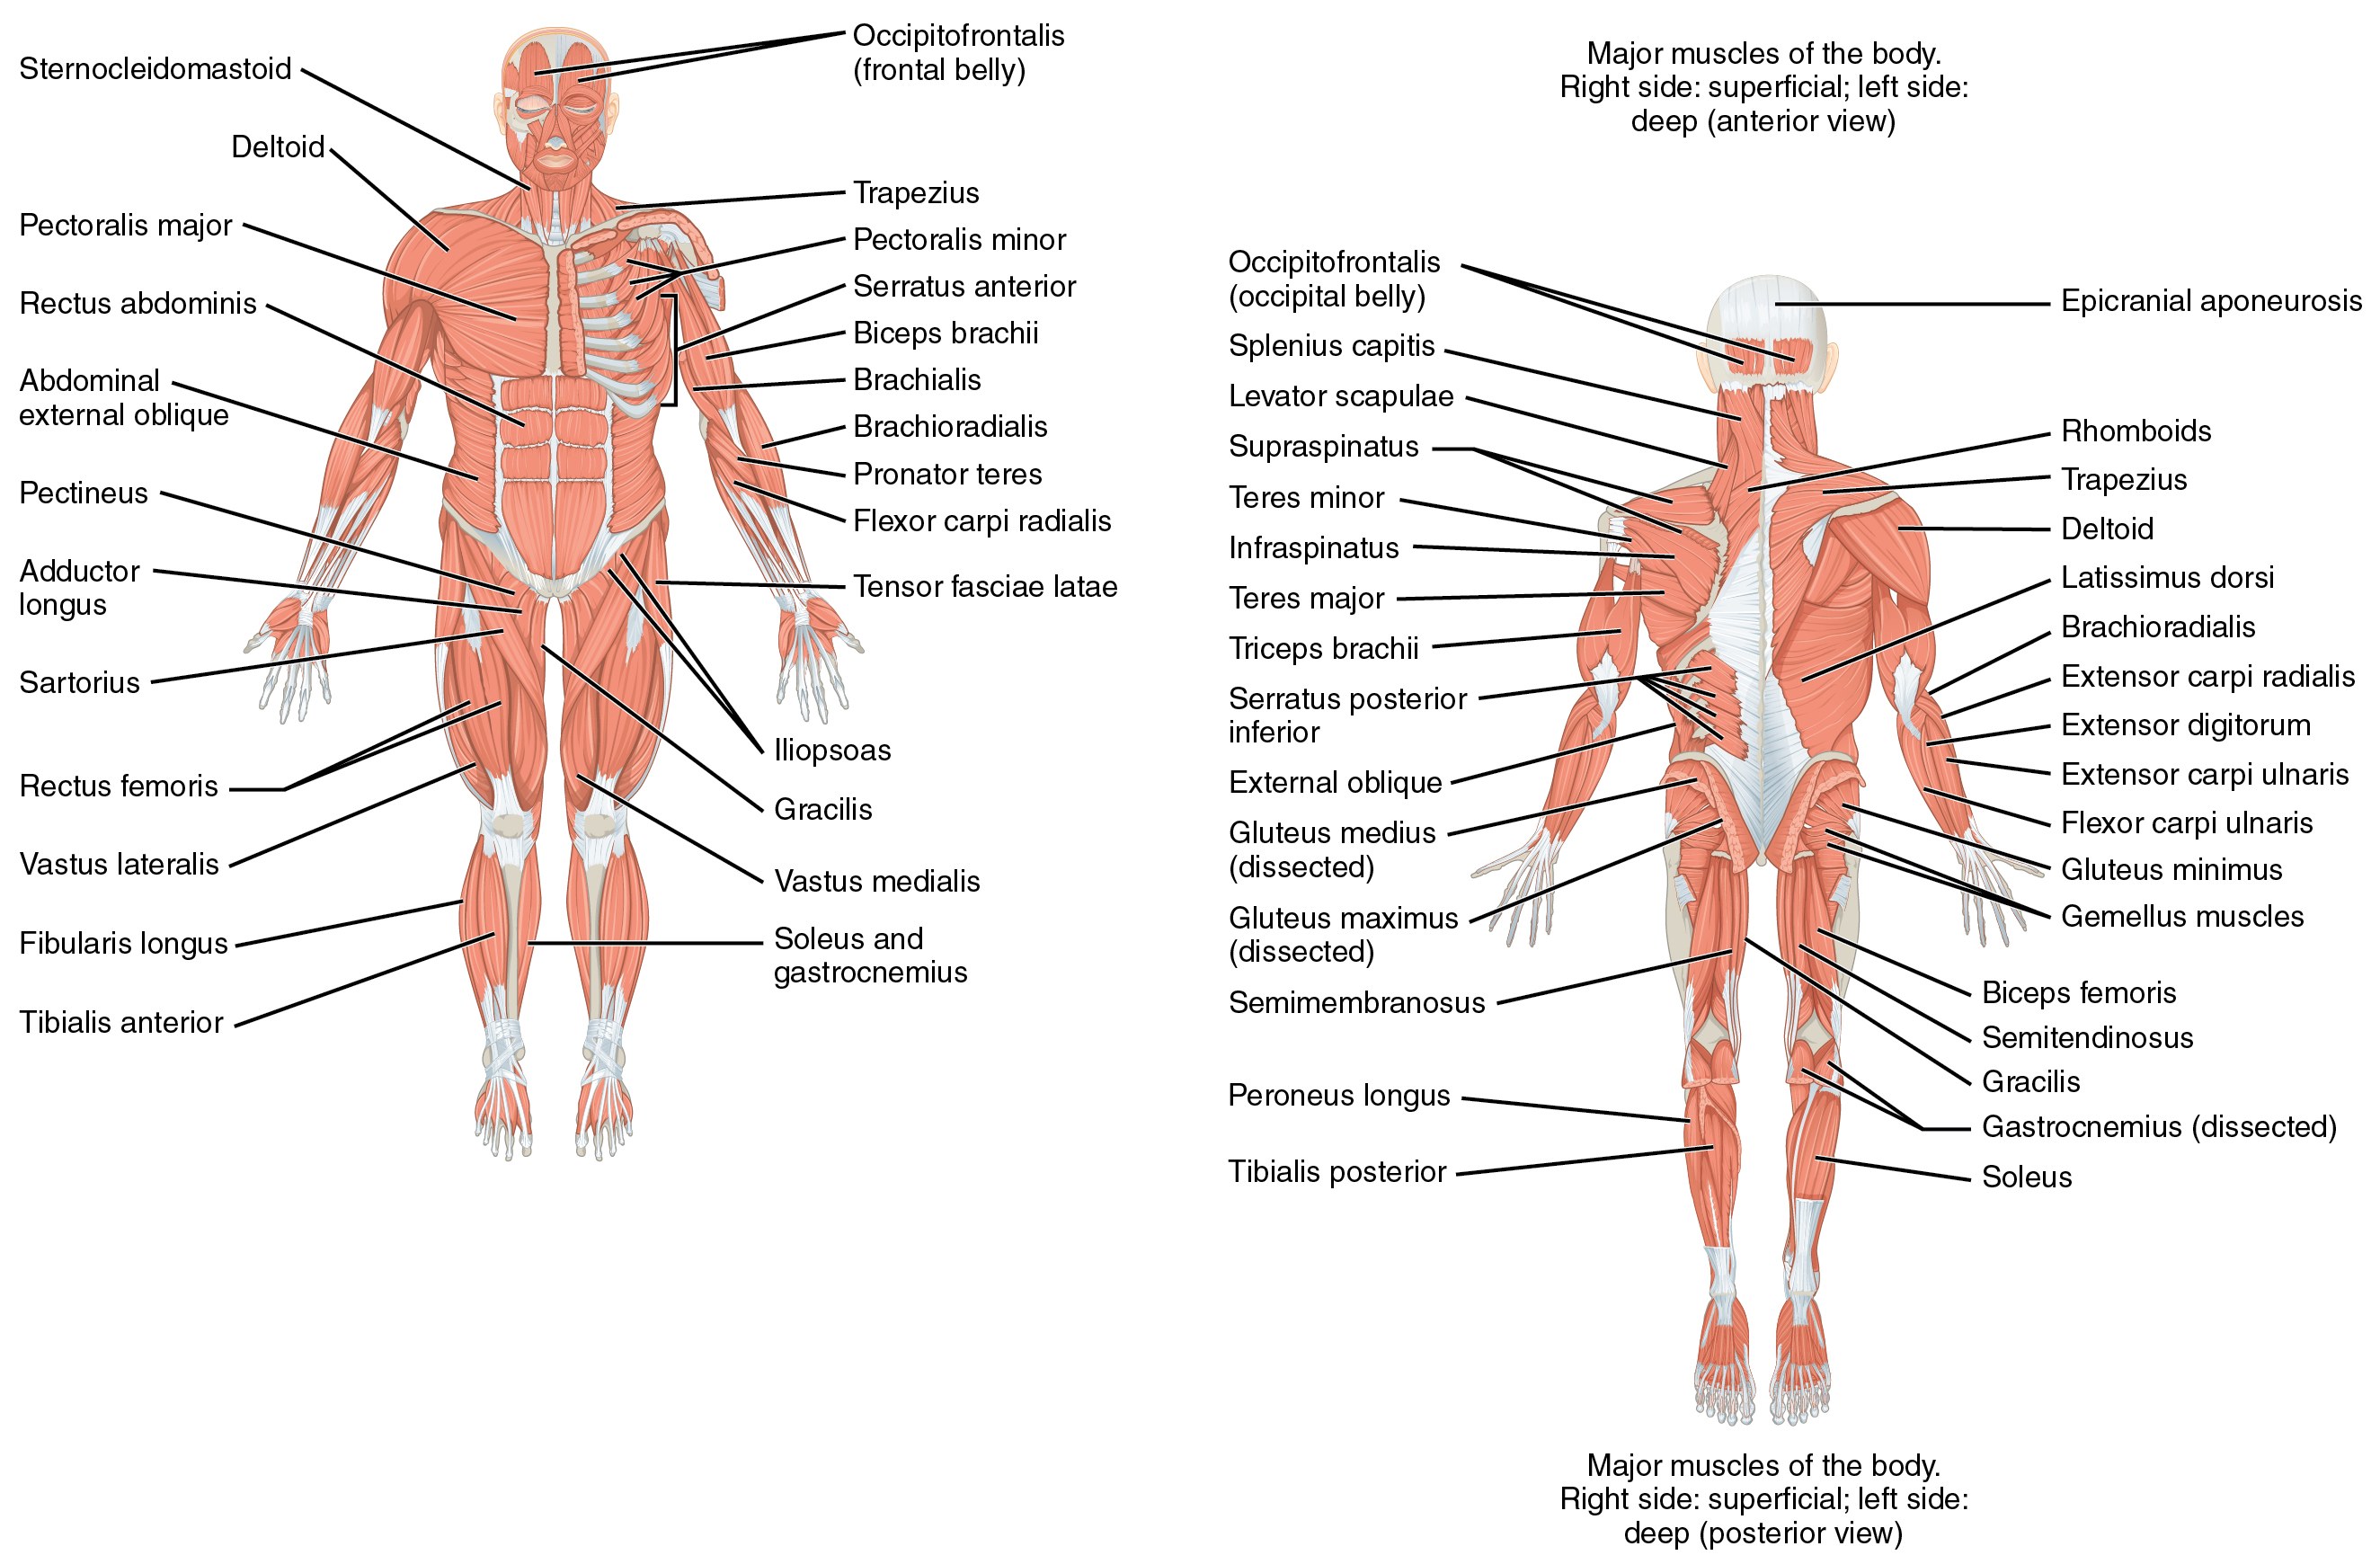 Sternocleidomastoid
Deltoid
Pectoralis major
Rectus abdominis
Abdominal
external oblique
Pectineus
Adductor
longus
Sartorius
Rectus femoris
Vastus lateralis
Fibularis longus
Tibialis anterior
Occipitofrontalis
(frontal belly)
Trapezius
Pectoralis minor
Serratus anterior
Biceps brachii
Brachialis
Brachioradialis
Pronator teres
Flexor carpi radialis
Tensor fasciae latae
Iliopsoas
Gracilis
Vastus medialis
Soleus and
gastrocnemius
Major muscles of the body.
Right side: superficial; left side:
deep (anterior view)
Occipitofrontalis
(occipital belly)
Splenius capitis
Levator scapulae
Supraspinatus
Teres minor
Infraspinatus
Teres major
Triceps brachii
Serratus posterior
inferior
External oblique
Gluteus medius
(dissected)
Gluteus maximus
(dissected)
Semimembranosus
Peroneus longus
Tibialis posterior
Epicranial aponeurosis
Rhomboids
Trapezius
Deltoid
Latissimus dorsi
Brachioradialis
Extensor carpi radialis
Extensor digitorum
Extensor carpi ulnaris
Flexor carpi ulnaris
Gluteus minimus
Gemellus muscles
Biceps femoris
Semitendinosus
Gracilis
Gastrocnemius (dissected)
Soleus
Major muscles of the body.
Right side: superficial; left side:
deep (posterior view)